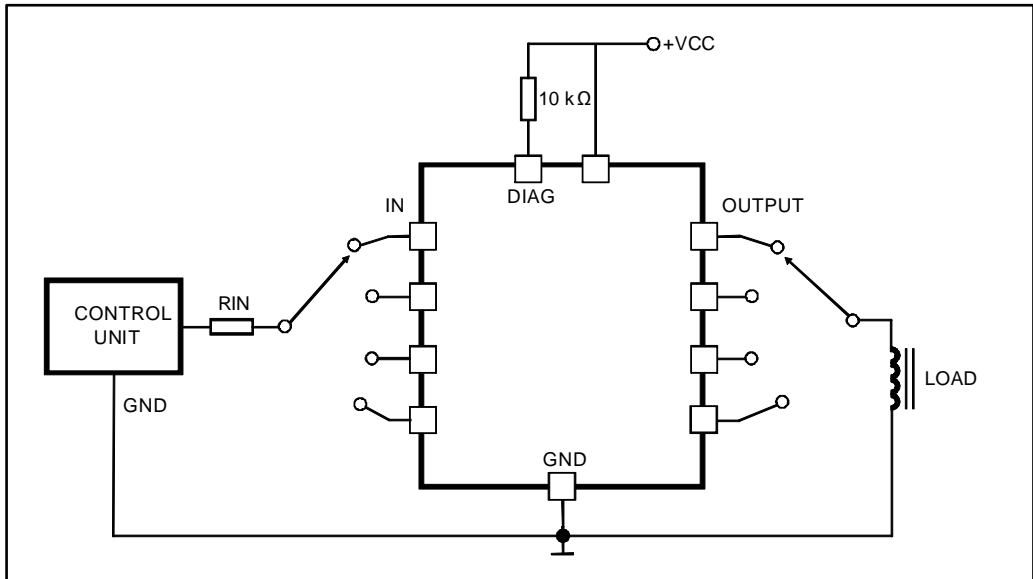 +VCC
10 kΩ
DIAG
IN
OUTPUT
RIN
CONTROL
UNIT
LOAD
GND
GND